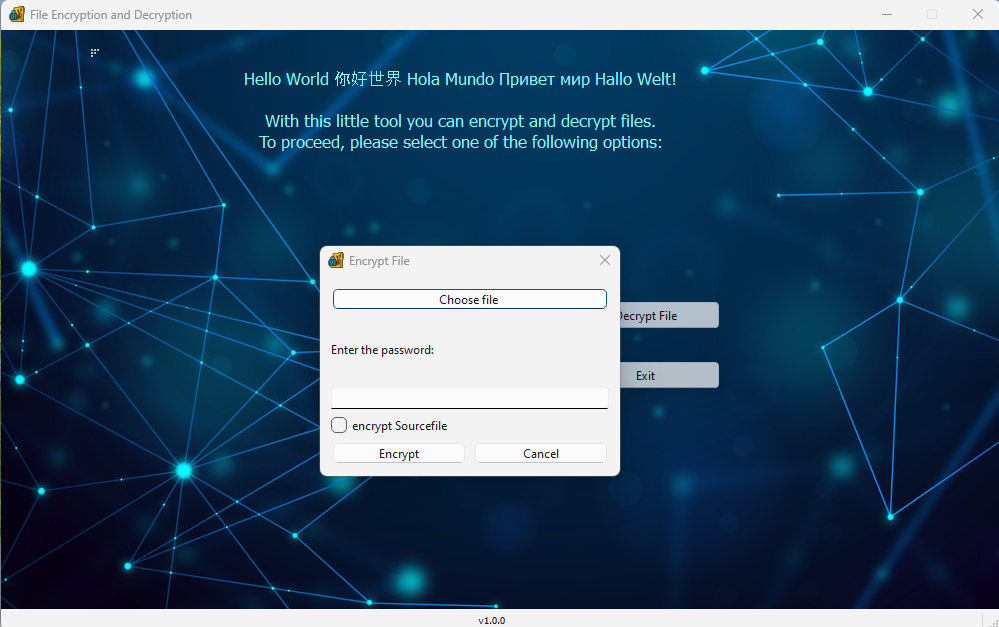 File Encryption and Decryption
Hello World 你好世界 Hola Mundo Привет мир Hallo Welt!
With this little tool you can encrypt and decrypt files.
To proceed, please select one of the following options:
Encrypt File
Choose file
Decrypt File
Enter the password:
Exit
encrypt Sourcefile
Encrypt
Cancel
v1.0.0